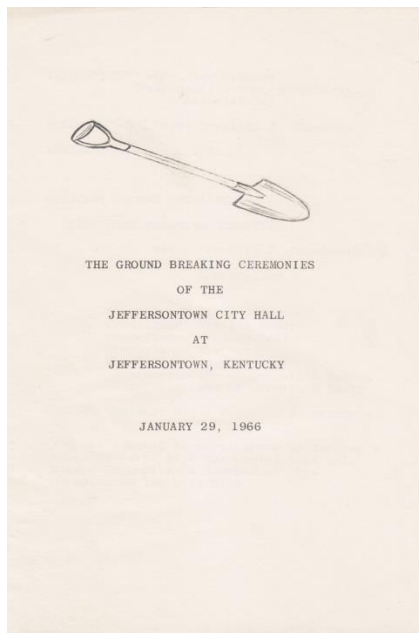 THE GROUND BREAKING CEREMONIES
OF THE
JEFFERSONTOWN CITY HALL
AT
JEFFERSONTOWN, KENTUCKY
JANUARY 29, 1966